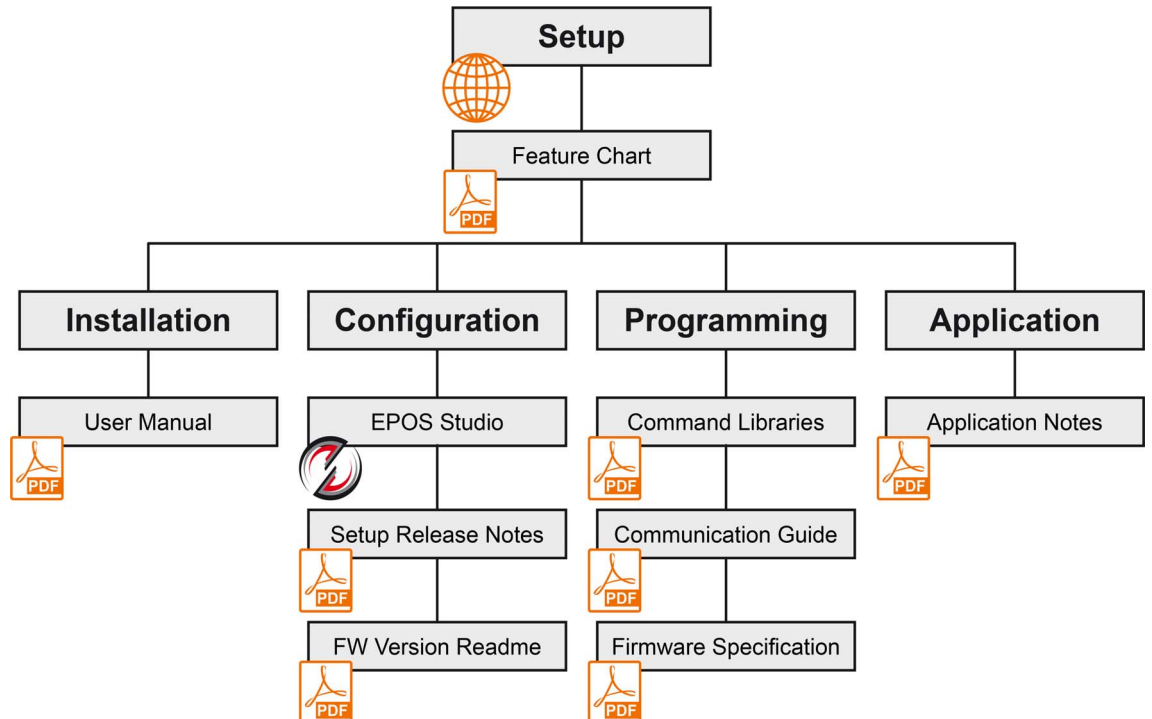 Setup
Feature Chart
PDF
Installation
Configuration
Programming
Application
User Manual
PDF
EPOS Studio
Command Libraries
PDF
Application Notes
PDF
Setup Release Notes
PDF
Communication Guide
PDF
FW Version Readme
PDF
Firmware Specification
PDF